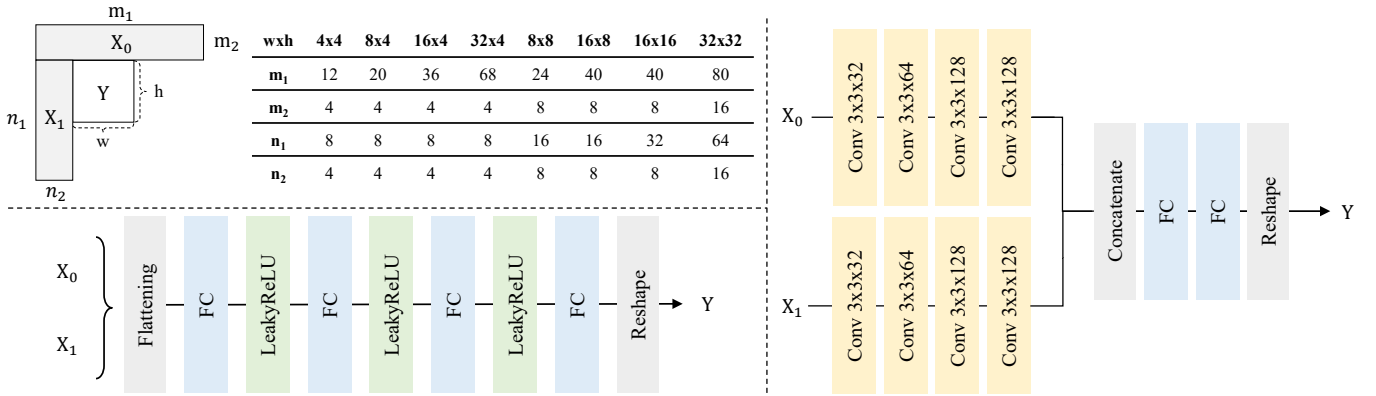 m₁
X₀ m₂
X₁ Y h
n₁
w
n₂
wxh 4x4 8x4 16x4 32x4 8x8 16x8 16x16 32x32
m₁ 12 20 36 68 24 40 40 80
m₂ 4 4 4 4 8 8 8 16
n₁ 8 8 8 8 16 16 32 64
n₂ 4 4 4 4 8 8 8 16
X₀
X₁
Flattening
FC
LeakyReLU
FC
LeakyReLU
FC
LeakyReLU
FC
Reshape
Y
X₀
Conv 3x3x32
Conv 3x3x64
Conv 3x3x128
Conv 3x3x128
X₁
Conv 3x3x32
Conv 3x3x64
Conv 3x3x128
Conv 3x3x128
Concatenate
FC
FC
Reshape
Y